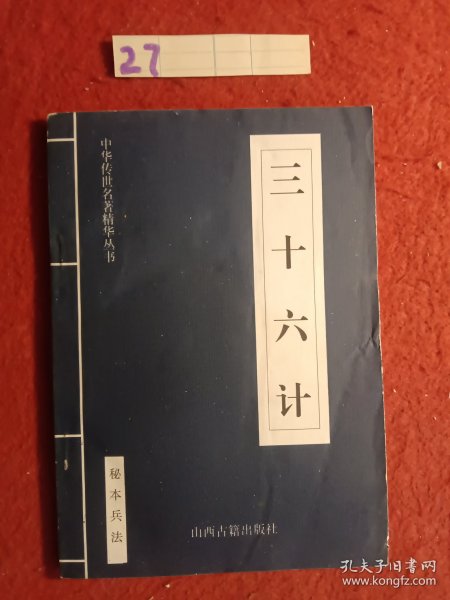 27
中华传世名著精华丛书
三十六计
秘本兵法
山西古籍出版社
孔夫子旧书网
www.kongfz.com